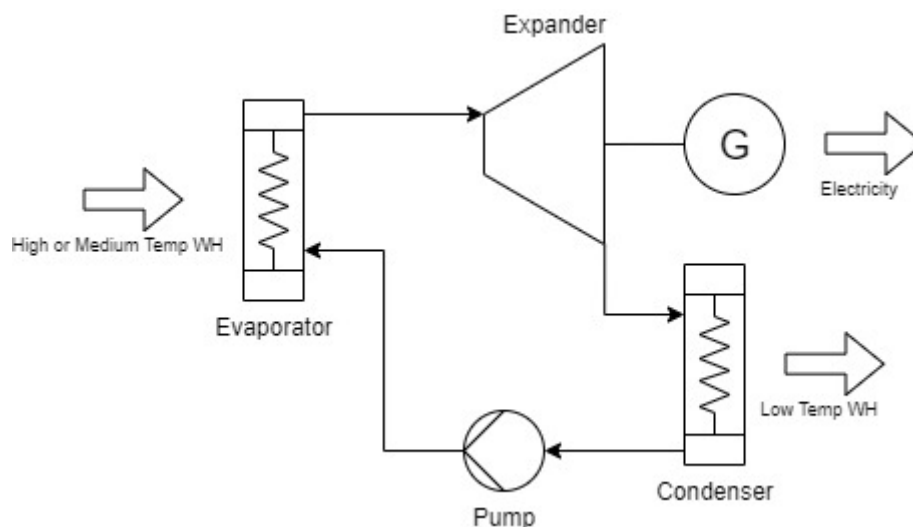 Expander
G
Electricity
High or Medium Temp WH
Evaporator
Low Temp WH
Condenser
Pump